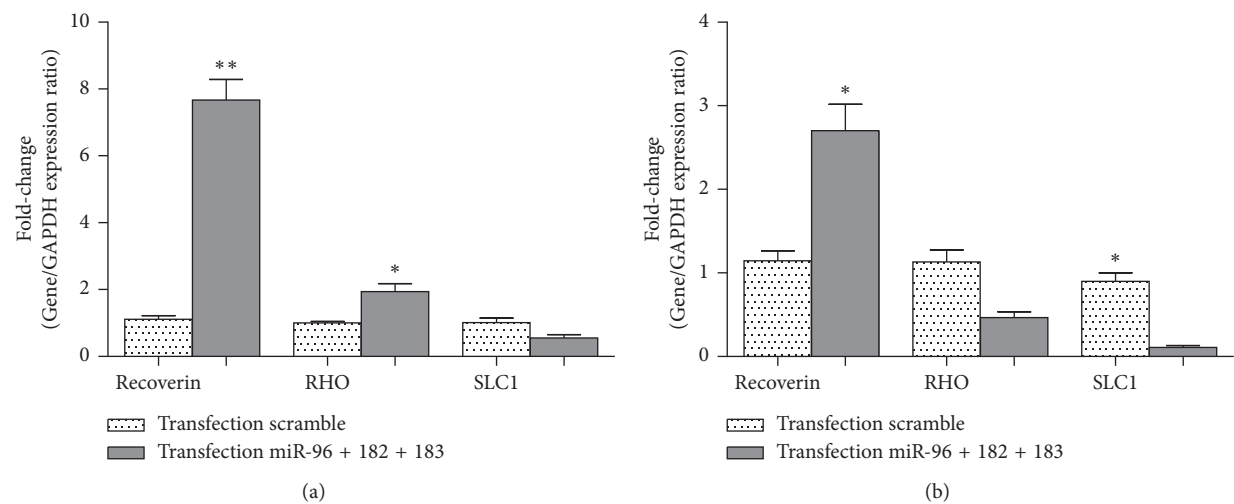 Fold-change
(Gene/GAPDH expression ratio)
10
8
6
4
2
0
**
*
Recoverin RHO SLC1
Transfection scramble
Transfection miR-96 + 182 + 183
(a)
Fold-change
(Gene/GAPDH expression ratio)
4
3
2
1
0
*
*
Recoverin RHO SLC1
Transfection scramble
Transfection miR-96 + 182 + 183
(b)